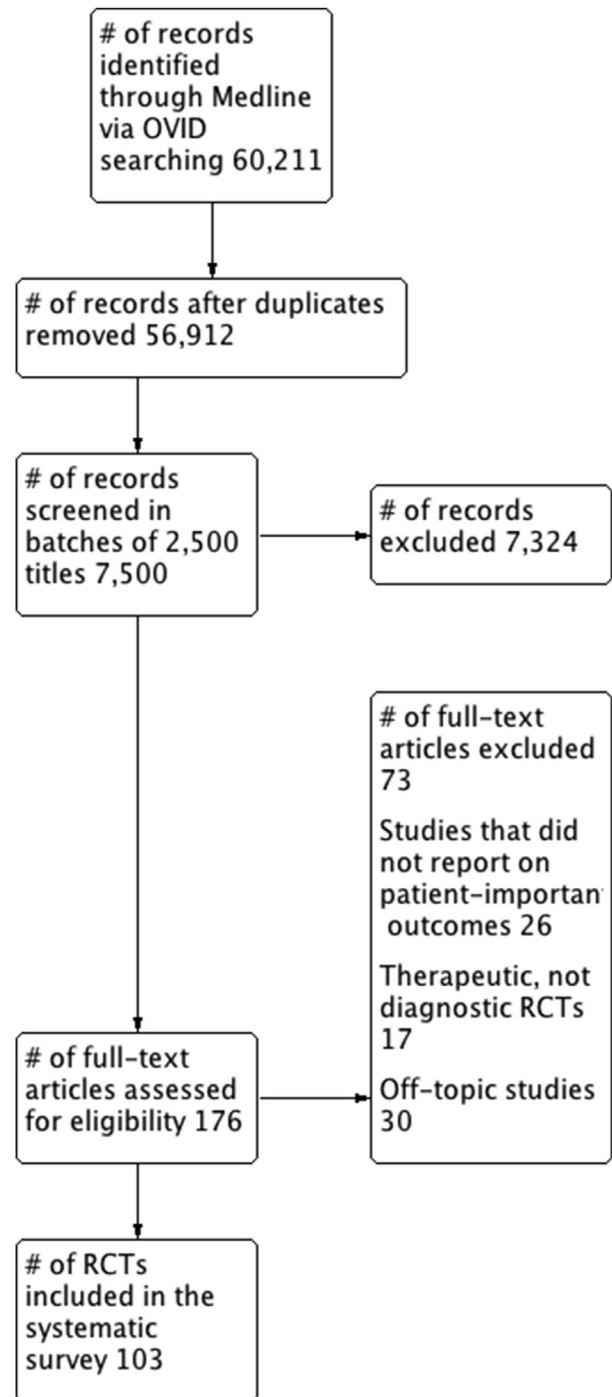 # of records
identified
through Medline
via OVID
searching 60,211
# of records after duplicates
removed 56,912
# of records
screened in
batches of 2,500
titles 7,500
# of records
excluded 7,324
# of full-text
articles excluded
73
Studies that did
not report on
patient-importan
outcomes 26
Therapeutic, not
diagnostic RCTs
17
Off-topic studies
30
# of full-text
articles assessed
for eligibility 176
# of RCTs
included in the
systematic
survey 103